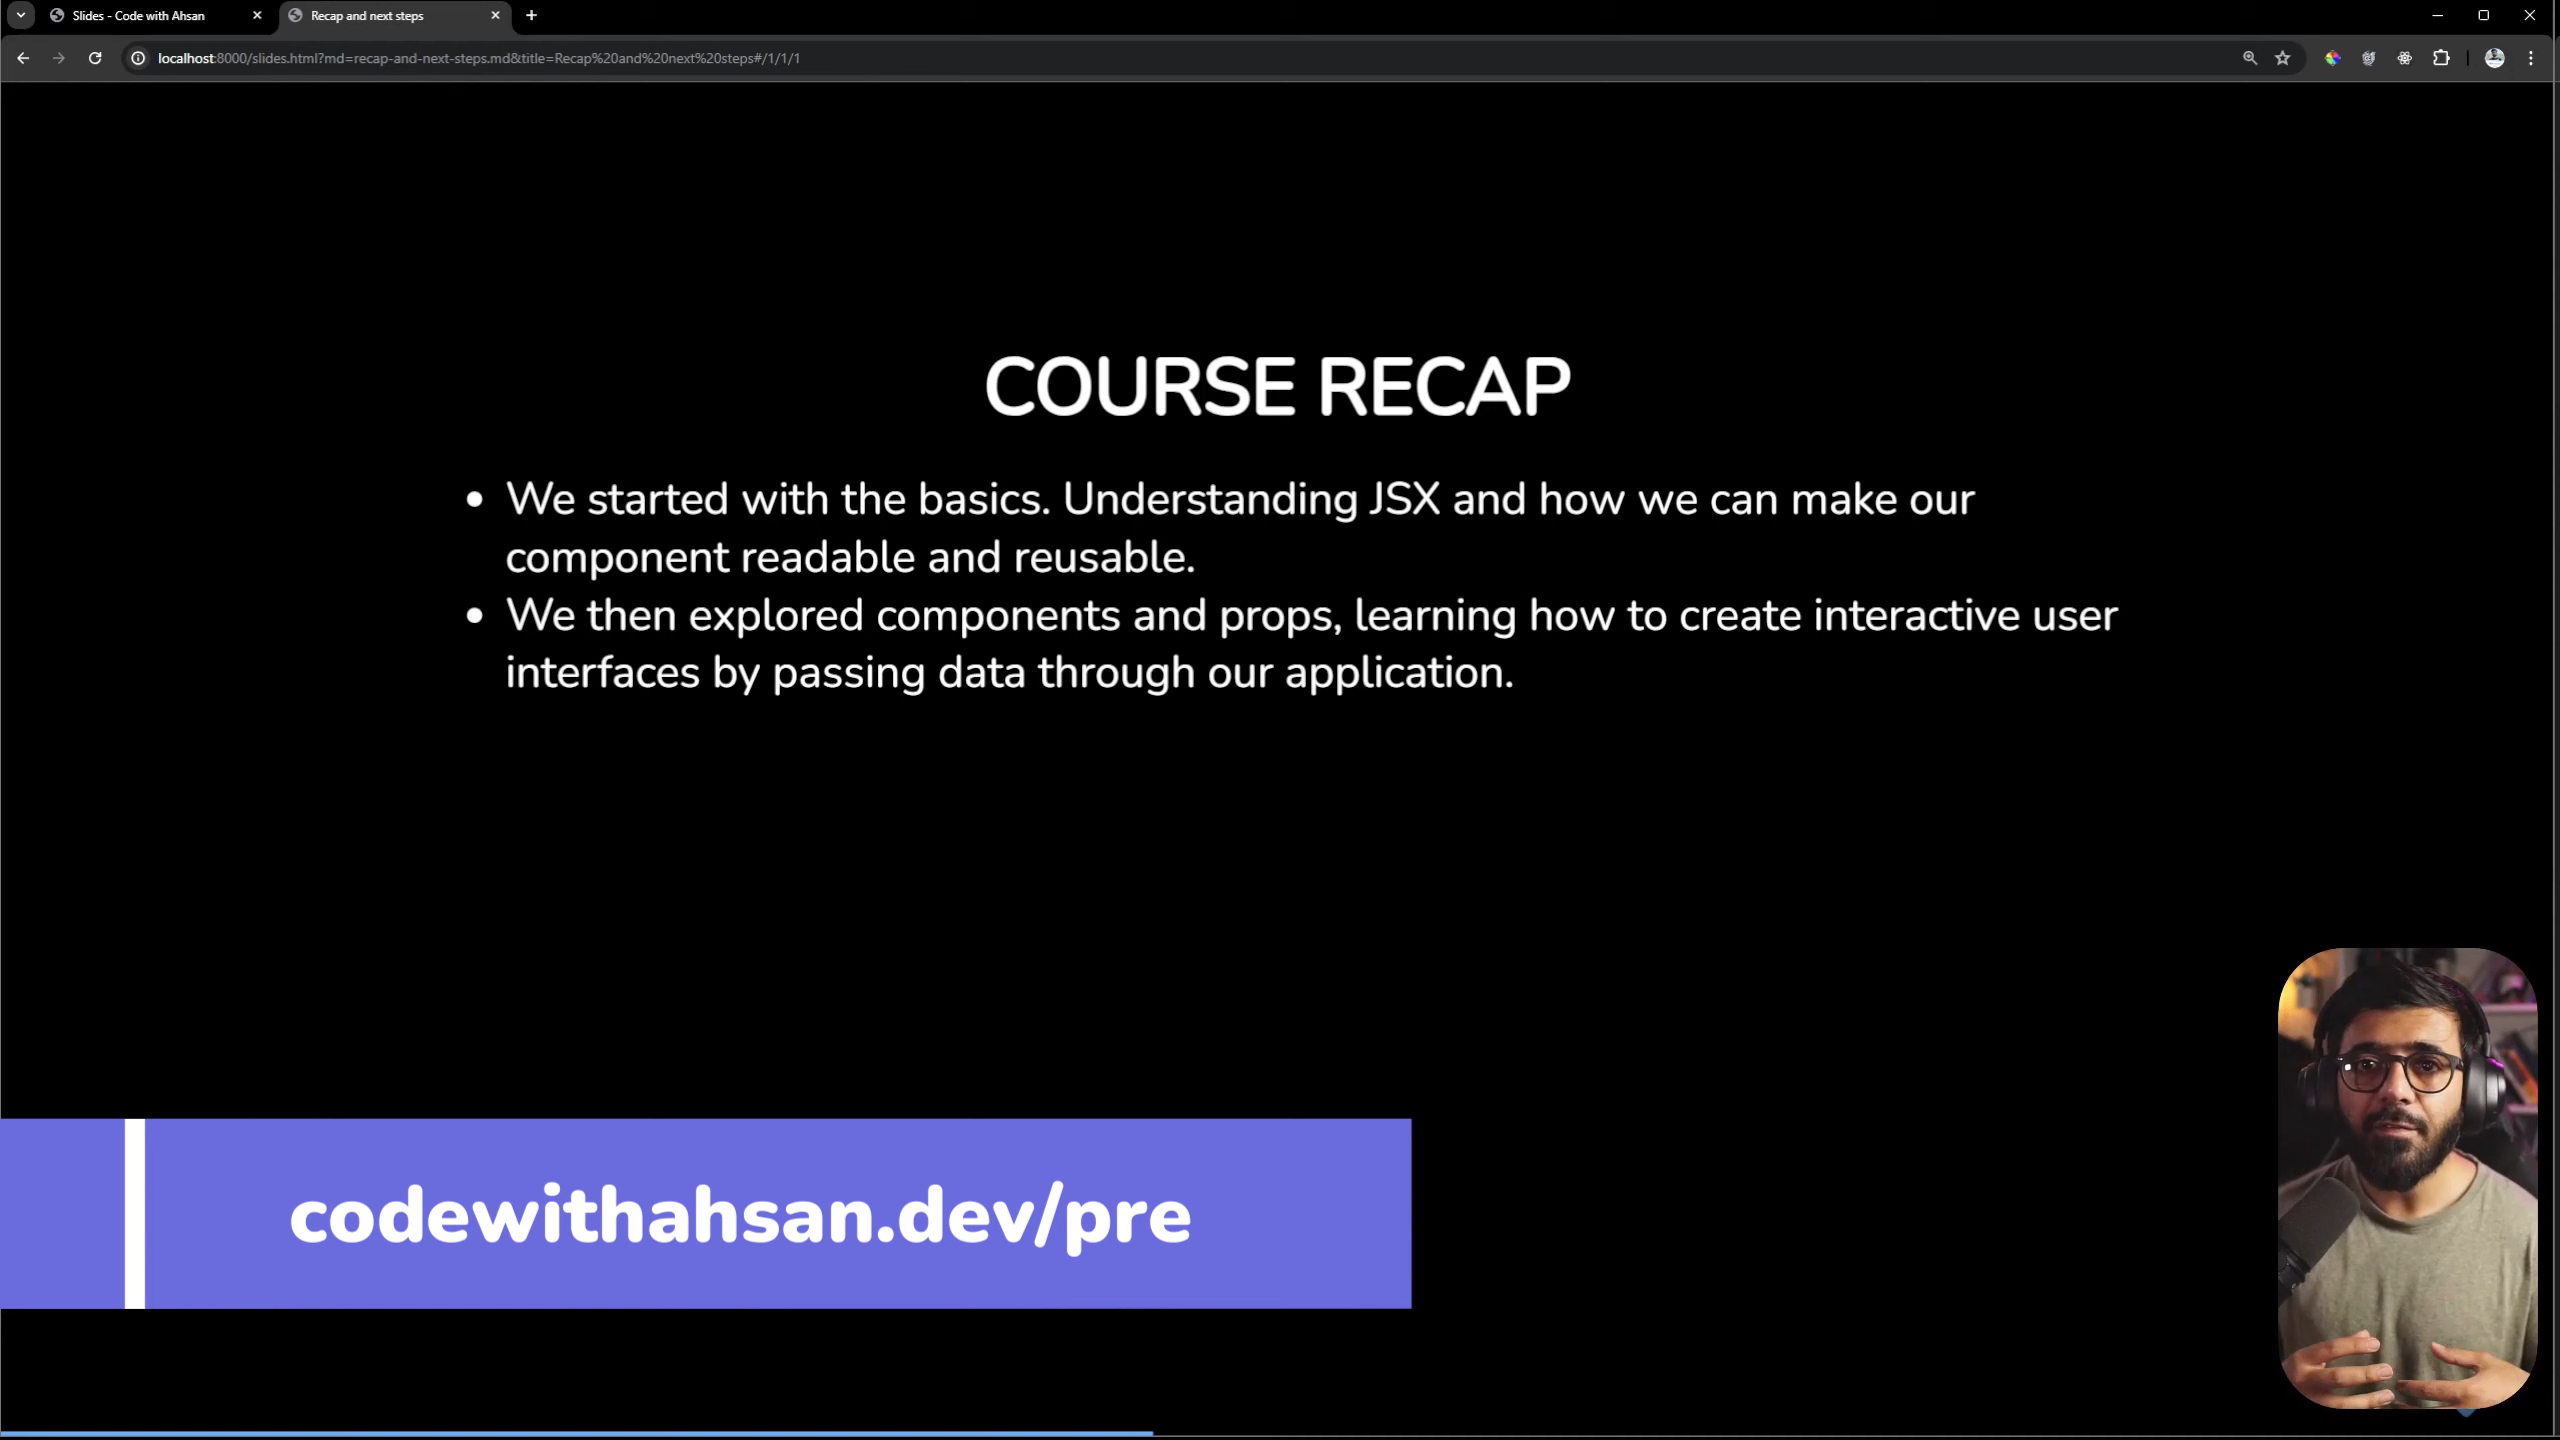 Slides - Code with Ahsan
Recap and next steps
localhost:8000/slides.html?md=recap-and-next-steps.md&title=Recap%20and%20next%20steps#/1/1/1
COURSE RECAP
We started with the basics. Understanding JSX and how we can make our
component readable and reusable.
We then explored components and props, learning how to create interactive user
interfaces by passing data through our application.
codewithahsan.dev/pre